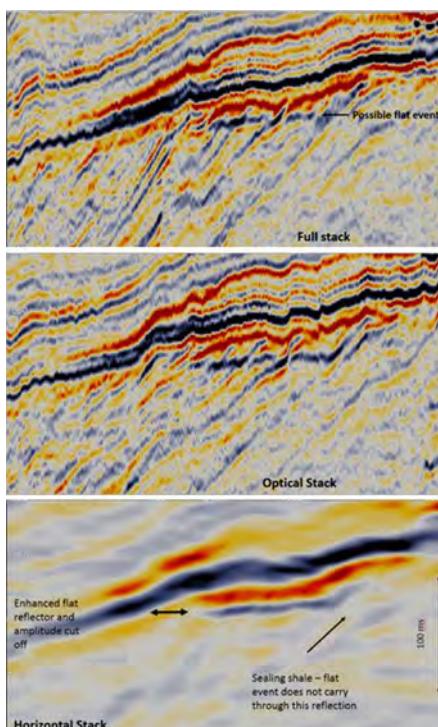 Possible flat event
Full stack
Optical Stack
Enhanced flat
reflector and
amplitude cut
off
100 ms
Sealing shale – flat
event does not carry
through this reflection
Horizontal Stack